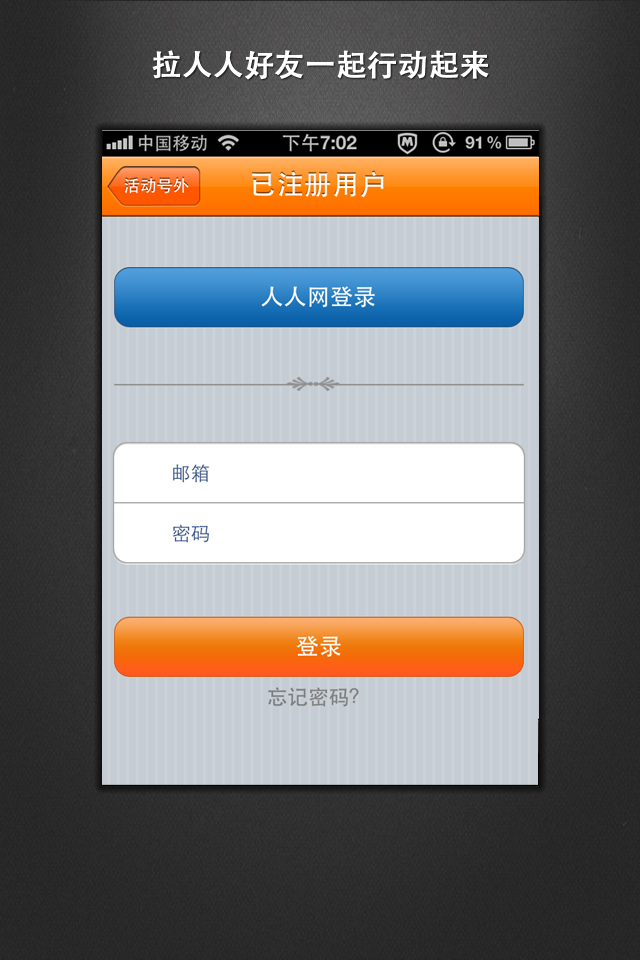 拉人人好友一起行动起来
中国移动 下午7:02 91%
活动号外 已注册用户
人人网登录
邮箱
密码
登录
忘记密码?